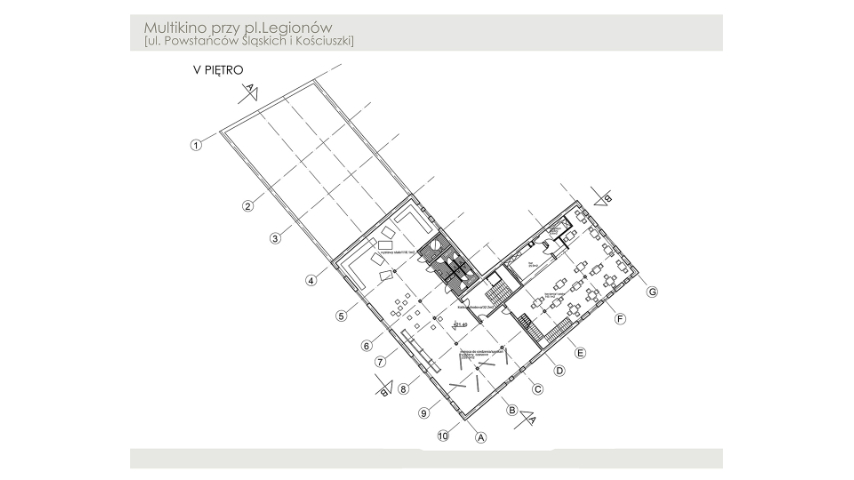 Multikino przy pl.Legionów
[ul. Powstańców Śląskich i Kościuszki]
V PIĘTRO
A
B
1
2
3
4
5
6
7
8
9
10
A
B
C
D
E
F
G
B
A